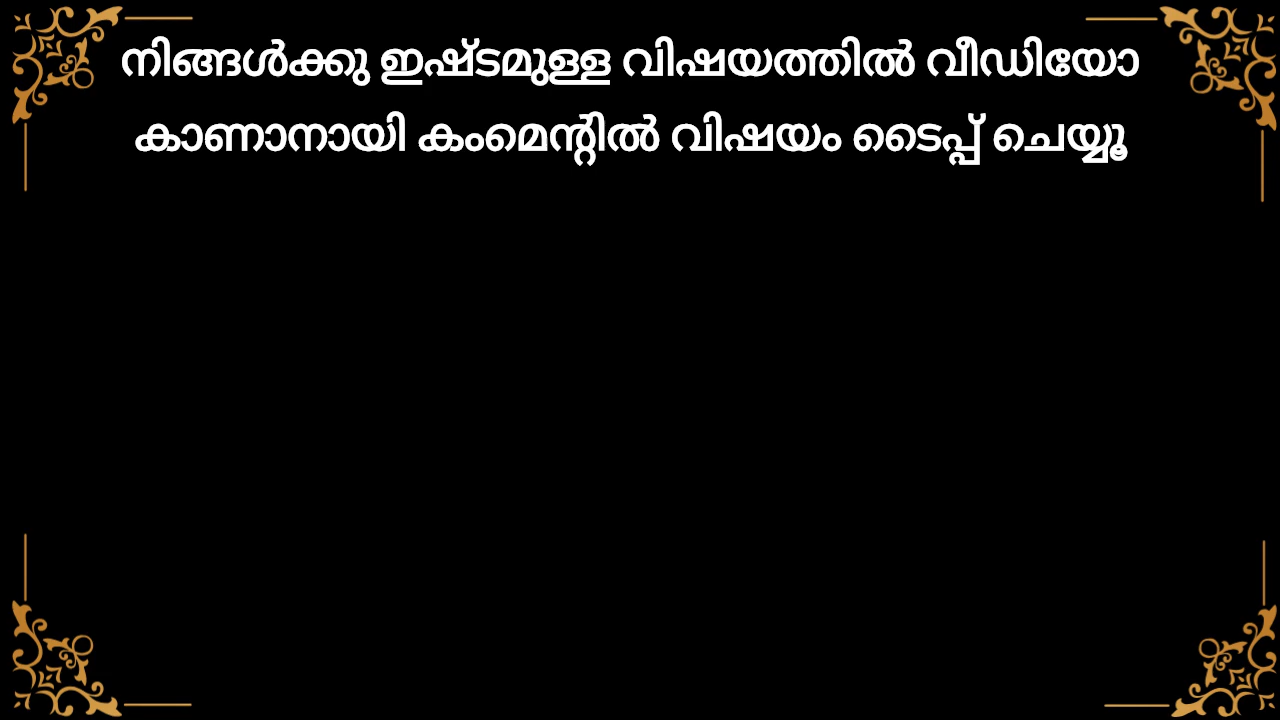 നിങ്ങൾക്കു ഇഷ്ടമുള്ള വിഷയത്തിൽ വീഡിയോ
കാണാനായി കംമെന്റിൽ വിഷയം ടൈപ്പ് ചെയ്യൂ